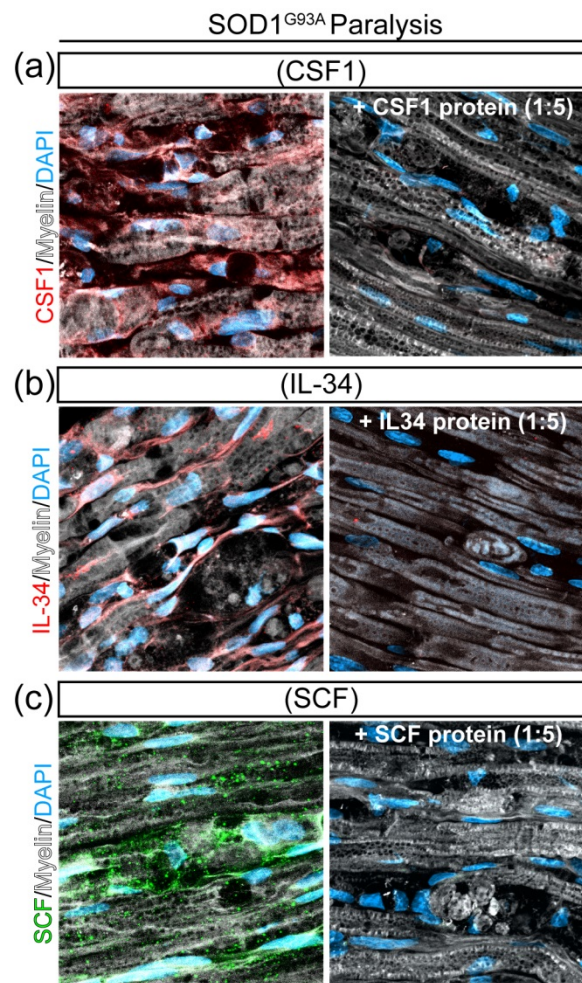 SOD1G93A Paralysis
(a)
(CSF1)
CSF1/Myelin/DAPI
+ CSF1 protein (1:5)
(b)
(IL-34)
IL-34/Myelin/DAPI
+ IL34 protein (1:5)
(c)
(SCF)
SCF/Myelin/DAPI
+ SCF protein (1:5)